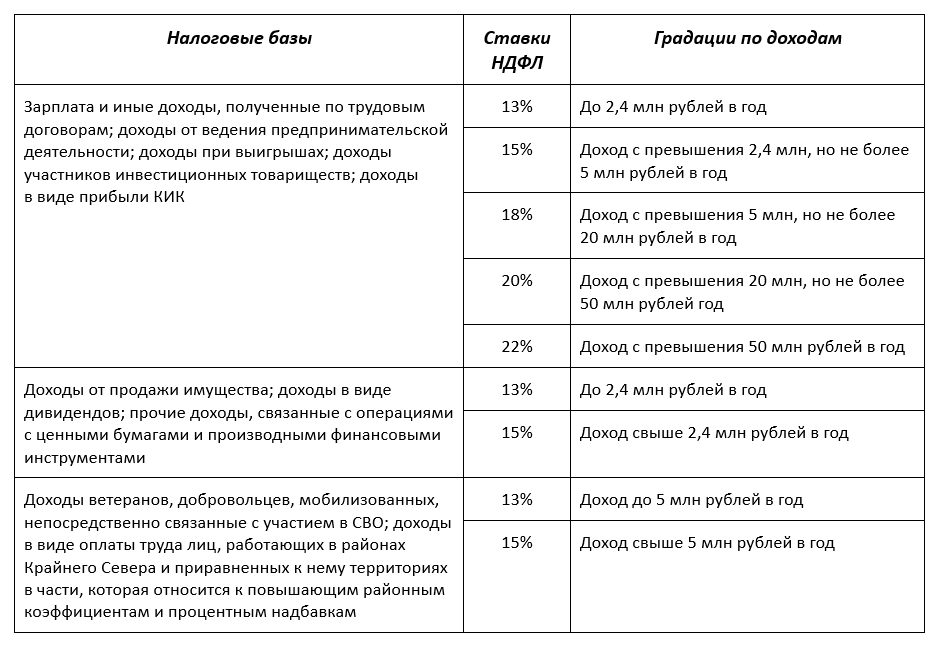 Налоговые базы
Ставки
НДФЛ
Градации по доходам
Зарплата и иные доходы, полученные по трудовым
договорам; доходы от ведения предпринимательской
деятельности; доходы при выигрышах; доходы
участников инвестиционных товариществ; доходы
в виде прибыли КИК
13%
До 2,4 млн рублей в год
15%
Доход с превышения 2,4 млн, но не более
5 млн рублей в год
18%
Доход с превышения 5 млн, но не более
20 млн рублей в год
20%
Доход с превышения 20 млн, но не более
50 млн рублей год
22%
Доход с превышения 50 млн рублей в год
Доходы от продажи имущества; доходы в виде
дивидендов; прочие доходы, связанные с операциями
с ценными бумагами и производными финансовыми
инструментами
13%
До 2,4 млн рублей в год
15%
Доход свыше 2,4 млн рублей в год
Доходы ветеранов, добровольцев, мобилизованных,
непосредственно связанные с участием в СВО; доходы
в виде оплаты труда лиц, работающих в районах
Крайнего Севера и приравненных к нему территориях
в части, которая относится к повышающим районным
коэффициентам и процентным надбавкам
13%
Доход до 5 млн рублей в год
15%
Доход свыше 5 млн рублей в год